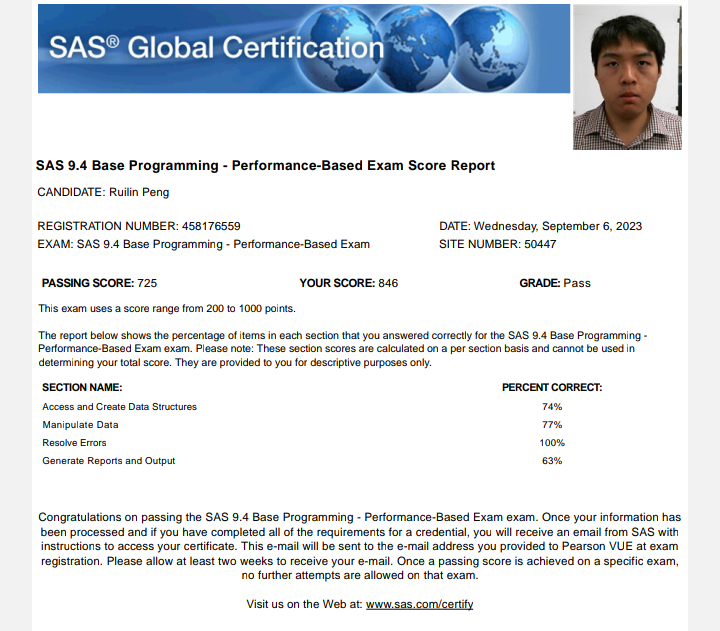 SAS® Global Certification
SAS 9.4 Base Programming - Performance-Based Exam Score Report
CANDIDATE: Ruilin Peng
REGISTRATION NUMBER: 458176559 DATE: Wednesday, September 6, 2023
EXAM: SAS 9.4 Base Programming - Performance-Based Exam SITE NUMBER: 50447
PASSING SCORE: 725 YOUR SCORE: 846 GRADE: Pass
This exam uses a score range from 200 to 1000 points.
The report below shows the percentage of items in each section that you answered correctly for the SAS 9.4 Base Programming -
Performance-Based Exam exam. Please note: These section scores are calculated on a per section basis and cannot be used in
determining your total score. They are provided to you for descriptive purposes only.
SECTION NAME: PERCENT CORRECT:
Access and Create Data Structures 74%
Manipulate Data 77%
Resolve Errors 100%
Generate Reports and Output 63%
Congratulations on passing the SAS 9.4 Base Programming - Performance-Based Exam exam. Once your information has
been processed and if you have completed all of the requirements for a credential, you will receive an email from SAS with
instructions to access your certificate. This e-mail will be sent to the e-mail address you provided to Pearson VUE at exam
registration. Please allow at least two weeks to receive your e-mail. Once a passing score is achieved on a specific exam,
no further attempts are allowed on that exam.
Visit us on the Web at: www.sas.com/certify